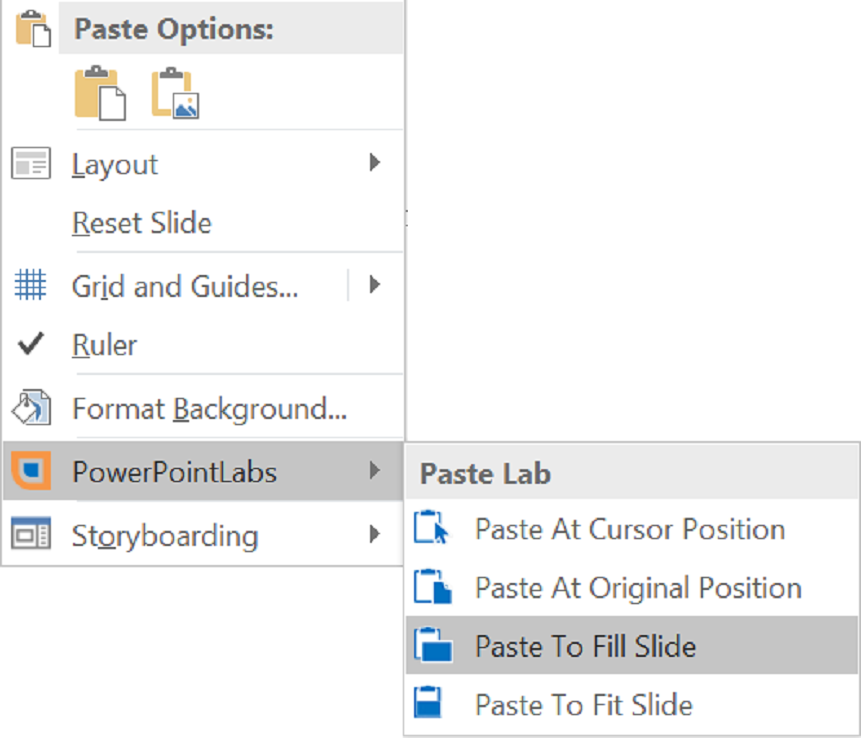 Paste Options:
Layout
Reset Slide
Grid and Guides...
Ruler
Format Background...
PowerPointLabs
Storyboarding
Paste Lab
Paste At Cursor Position
Paste At Original Position
Paste To Fill Slide
Paste To Fit Slide